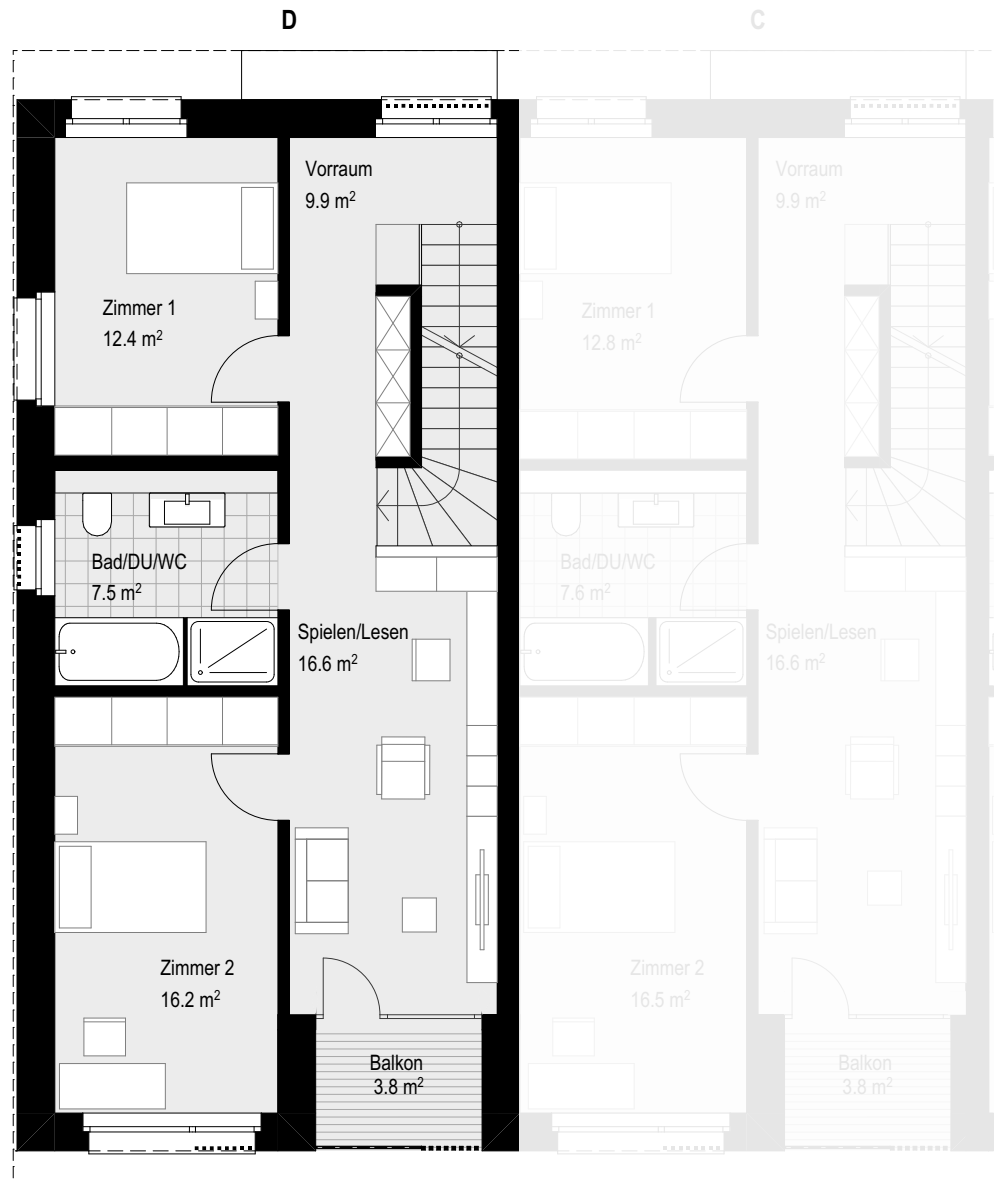 D
C
Vorraum
9.9 m²
Zimmer 1
12.4 m²
Bad/DU/WC
7.5 m²
Spielen/Lesen
16.6 m²
Zimmer 2
16.2 m²
Balkon
3.8 m²
Vorraum
9.9 m²
Zimmer 1
12.8 m²
Bad/DU/WC
7.6 m²
Spielen/Lesen
16.6 m²
Zimmer 2
16.5 m²
Balkon
3.8 m²